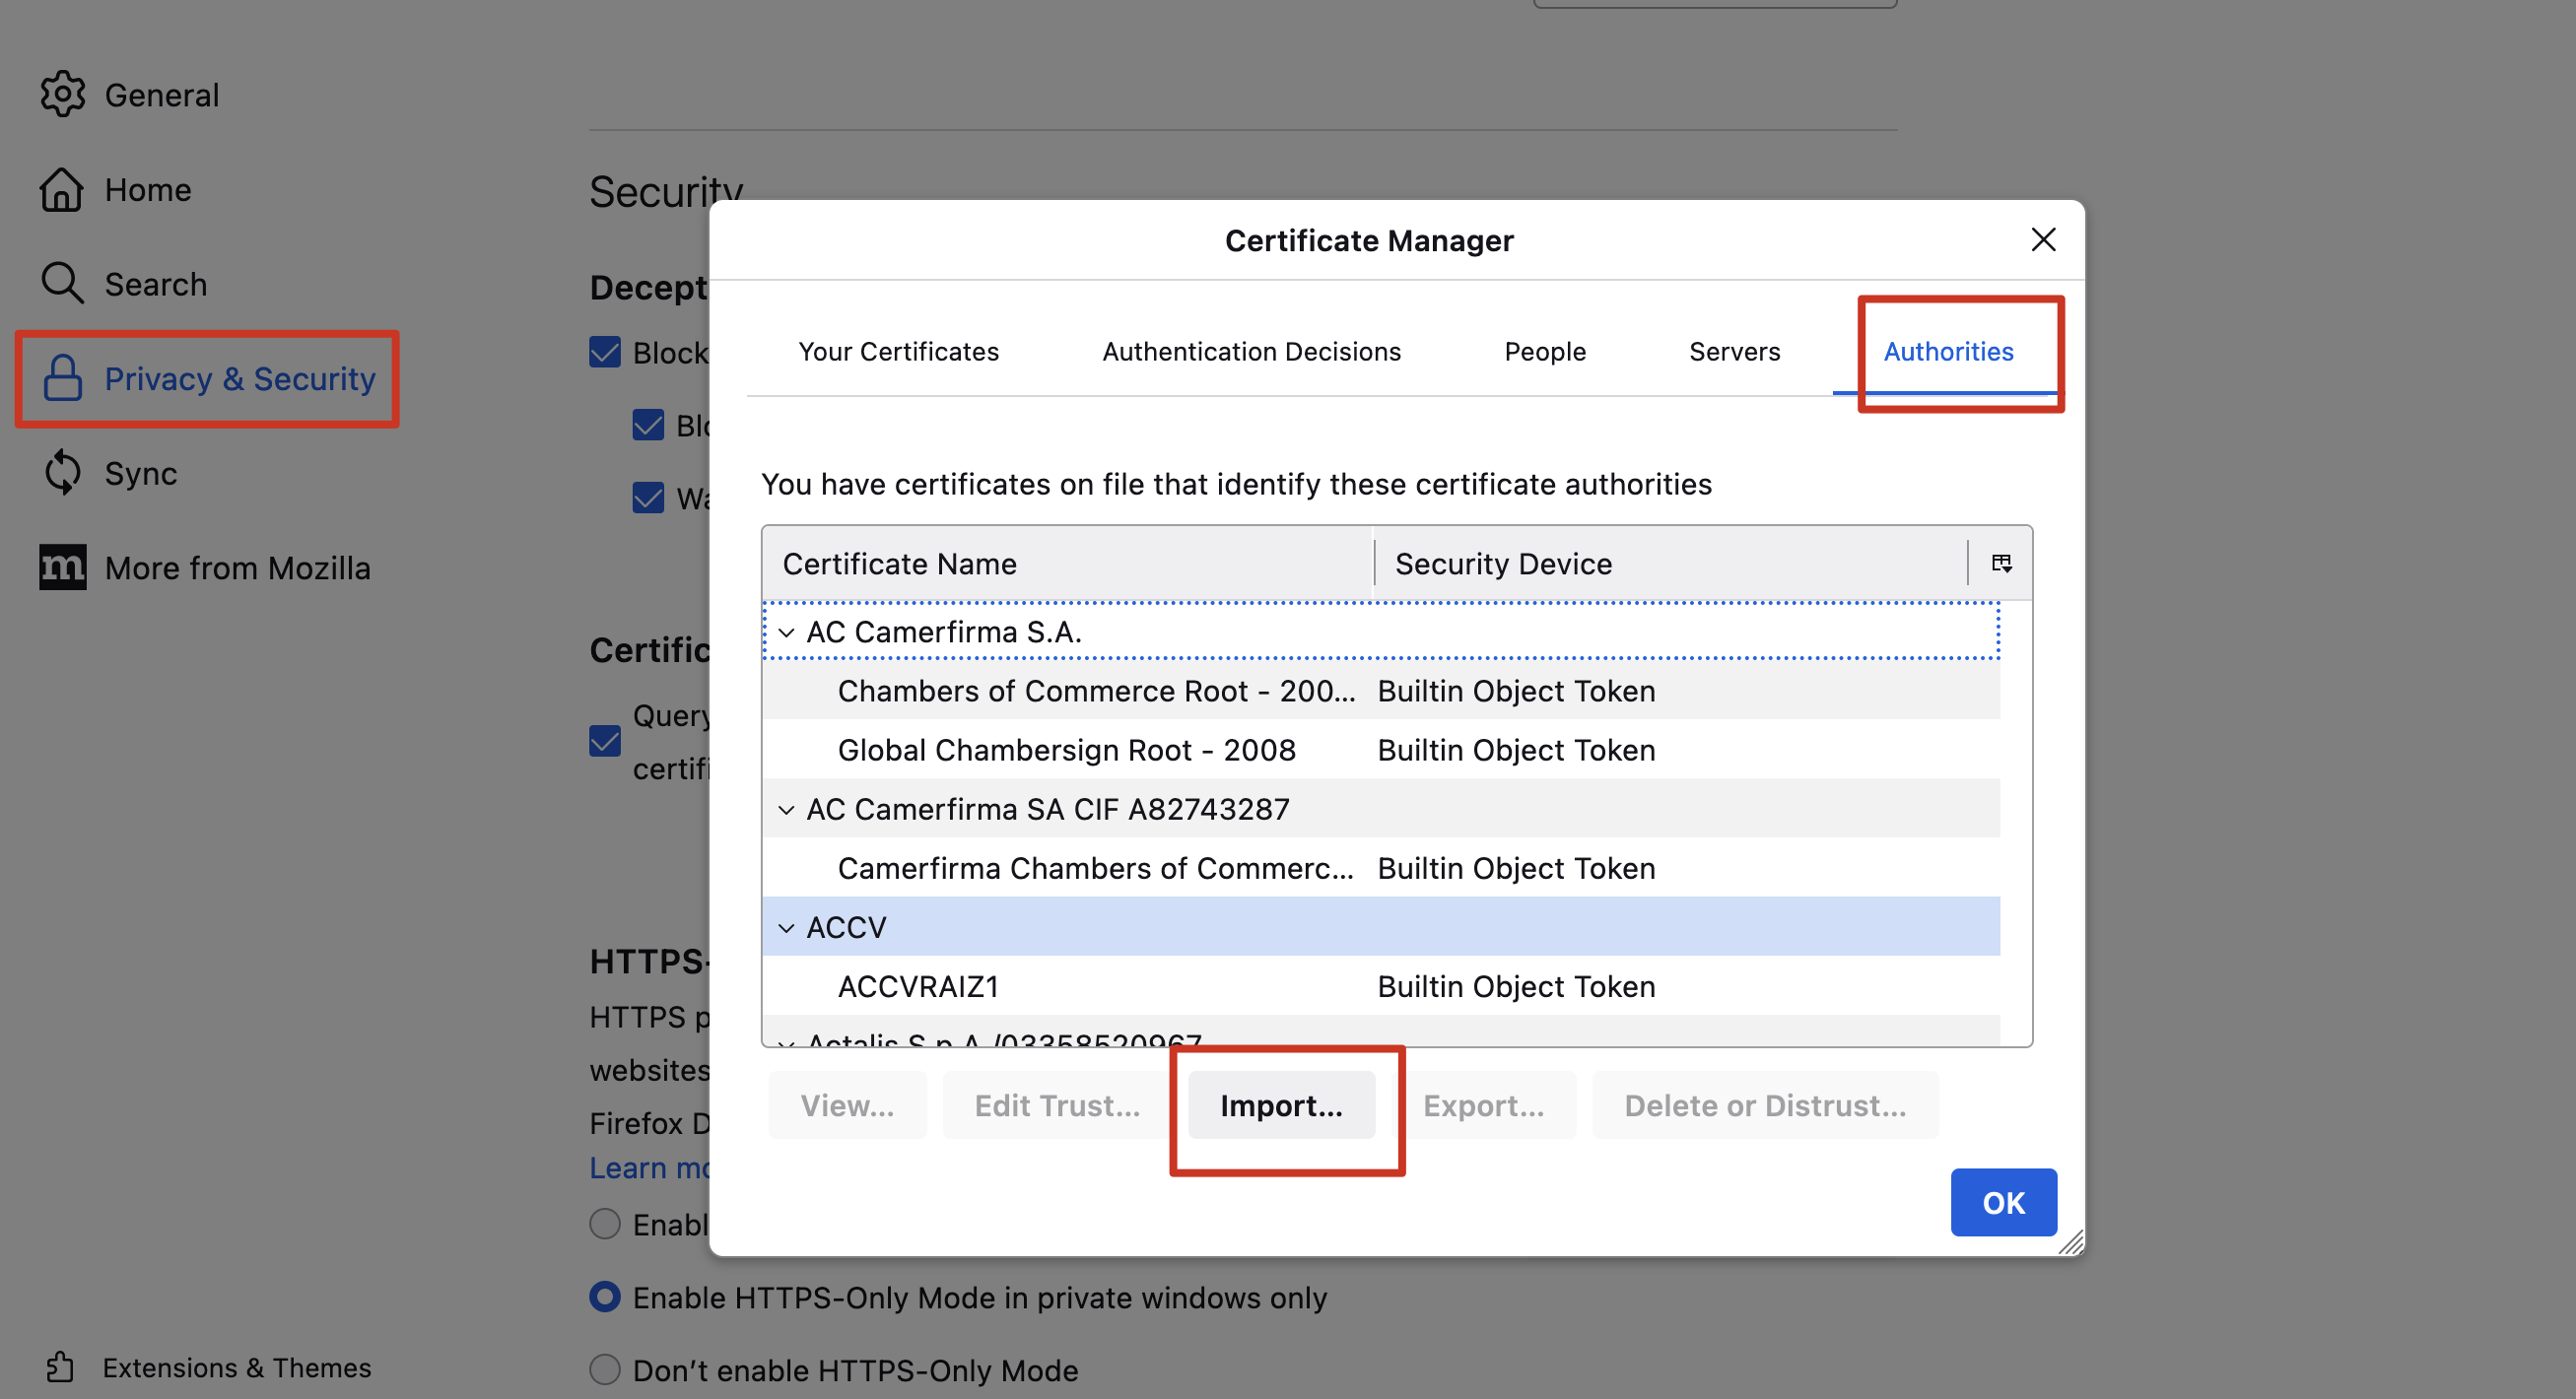 General
Home
Search
Privacy & Security
Sync
m More from Mozilla
Extensions & Themes
Security
Decept
Block
Blo
Wa
Certific
Query
certifi
HTTPS-
HTTPS p
websites
Firefox D
Learn mo
Enabl
Enable HTTPS-Only Mode in private windows only
Don’t enable HTTPS-Only Mode
Certificate Manager
Your Certificates Authentication Decisions People Servers Authorities
You have certificates on file that identify these certificate authorities
Certificate Name Security Device
AC Camerfirma S.A.
Chambers of Commerce Root - 200... Builtin Object Token
Global Chambersign Root - 2008 Builtin Object Token
AC Camerfirma SA CIF A82743287
Camerfirma Chambers of Commerc... Builtin Object Token
ACCV
ACCVRAIZ1 Builtin Object Token
Actalis S.p.A./03358520967
View... Edit Trust... Import... Export... Delete or Distrust...
OK